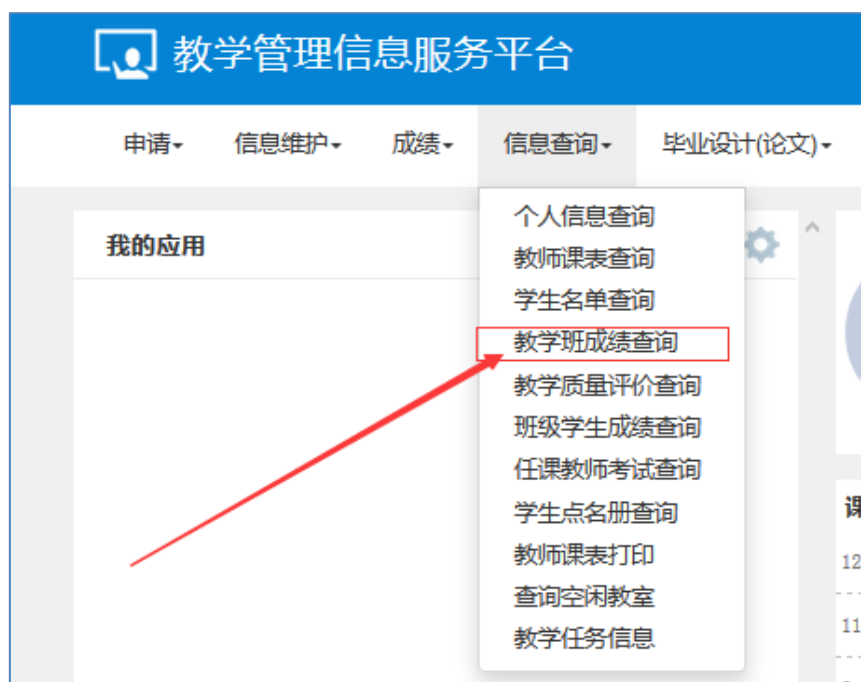 教学管理信息服务平台
申请 信息维护 成绩 信息查询 毕业设计(论文)
我的应用
个人信息查询
教师课表查询
学生名单查询
教学班成绩查询
教学质量评价查询
班级学生成绩查询
任课教师考试查询
学生点名册查询
教师课表打印
查询空闲教室
教学任务信息
课
12
11